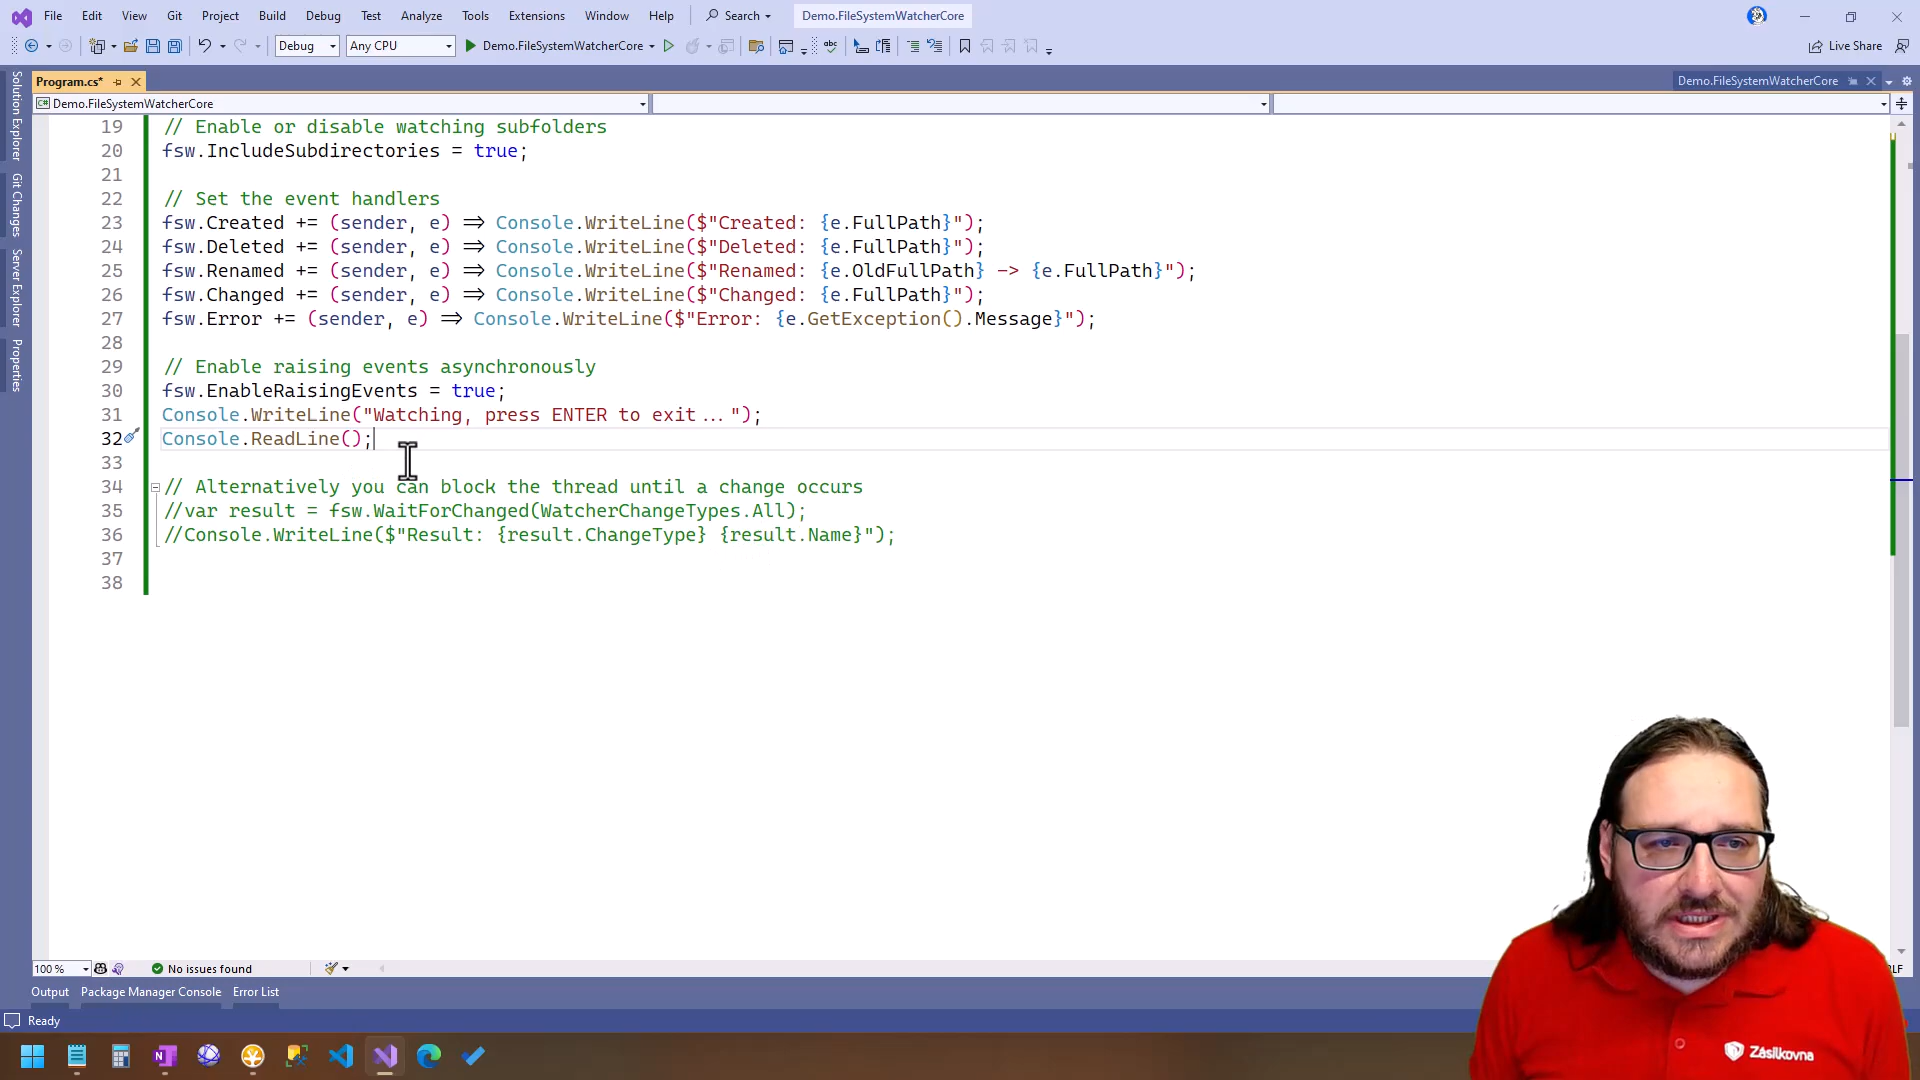 File Edit View Git Project Build Debug Test Analyze Tools Extensions Window Help Search Demo.FileSystemWatcherCore
Debug Any CPU Demo.FileSystemWatcherCore Live Share
Program.cs* Demo.FileSystemWatcherCore
Demo.FileSystemWatcherCore
Solution Explorer
Git Changes
Server Explorer
Properties
19 // Enable or disable watching subfolders
20 fsw.IncludeSubdirectories = true;
21
22 // Set the event handlers
23 fsw.Created += (sender, e) => Console.WriteLine($"Created: {e.FullPath}");
24 fsw.Deleted += (sender, e) => Console.WriteLine($"Deleted: {e.FullPath}");
25 fsw.Renamed += (sender, e) => Console.WriteLine($"Renamed: {e.OldFullPath} -> {e.FullPath}");
26 fsw.Changed += (sender, e) => Console.WriteLine($"Changed: {e.FullPath}");
27 fsw.Error += (sender, e) => Console.WriteLine($"Error: {e.GetException().Message}");
28
29 // Enable raising events asynchronously
30 fsw.EnableRaisingEvents = true;
31 Console.WriteLine("Watching, press ENTER to exit...");
32 Console.ReadLine();
33
34 // Alternatively you can block the thread until a change occurs
35 //var result = fsw.WaitForChanged(WatcherChangeTypes.All);
36 //Console.WriteLine($"Result: {result.ChangeType} {result.Name}");
37
38
100 % No issues found LF
Output Package Manager Console Error List
Ready
Zásilkovna